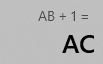 AB + 1 =
AC